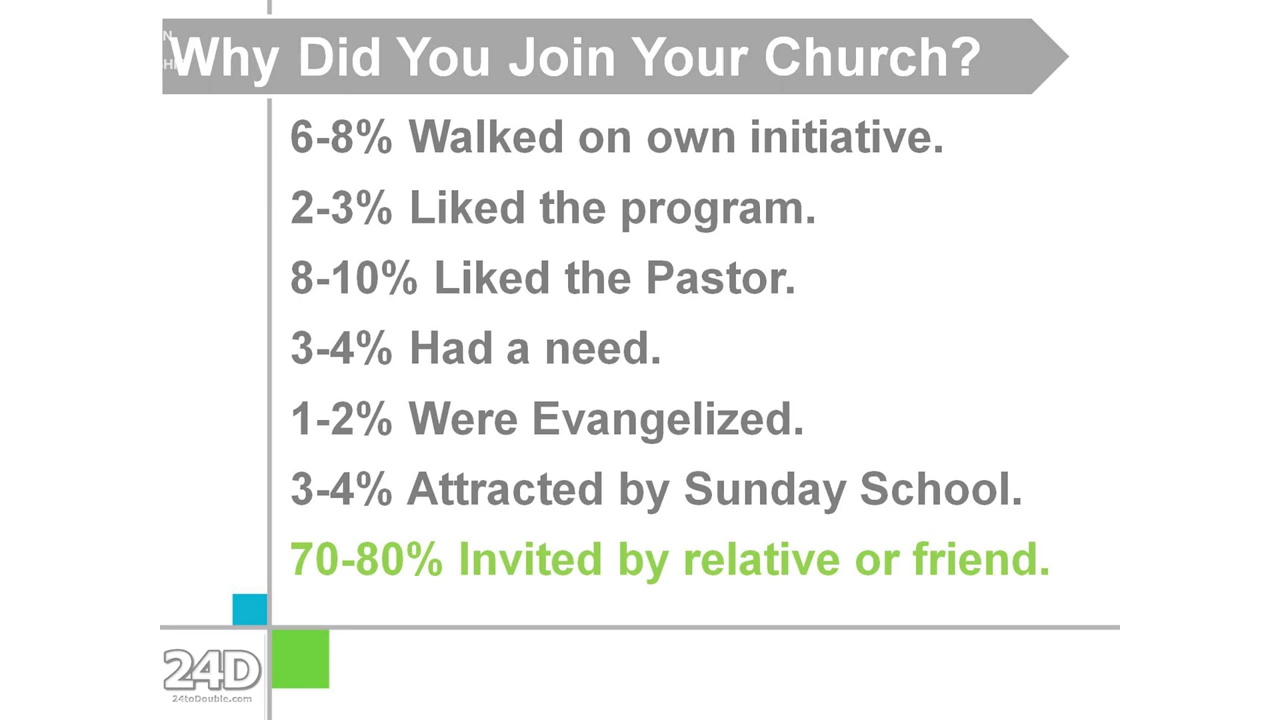 Why Did You Join Your Church?
6-8% Walked on own initiative.
2-3% Liked the program.
8-10% Liked the Pastor.
3-4% Had a need.
1-2% Were Evangelized.
3-4% Attracted by Sunday School.
70-80% Invited by relative or friend.
24D
24toDouble.com